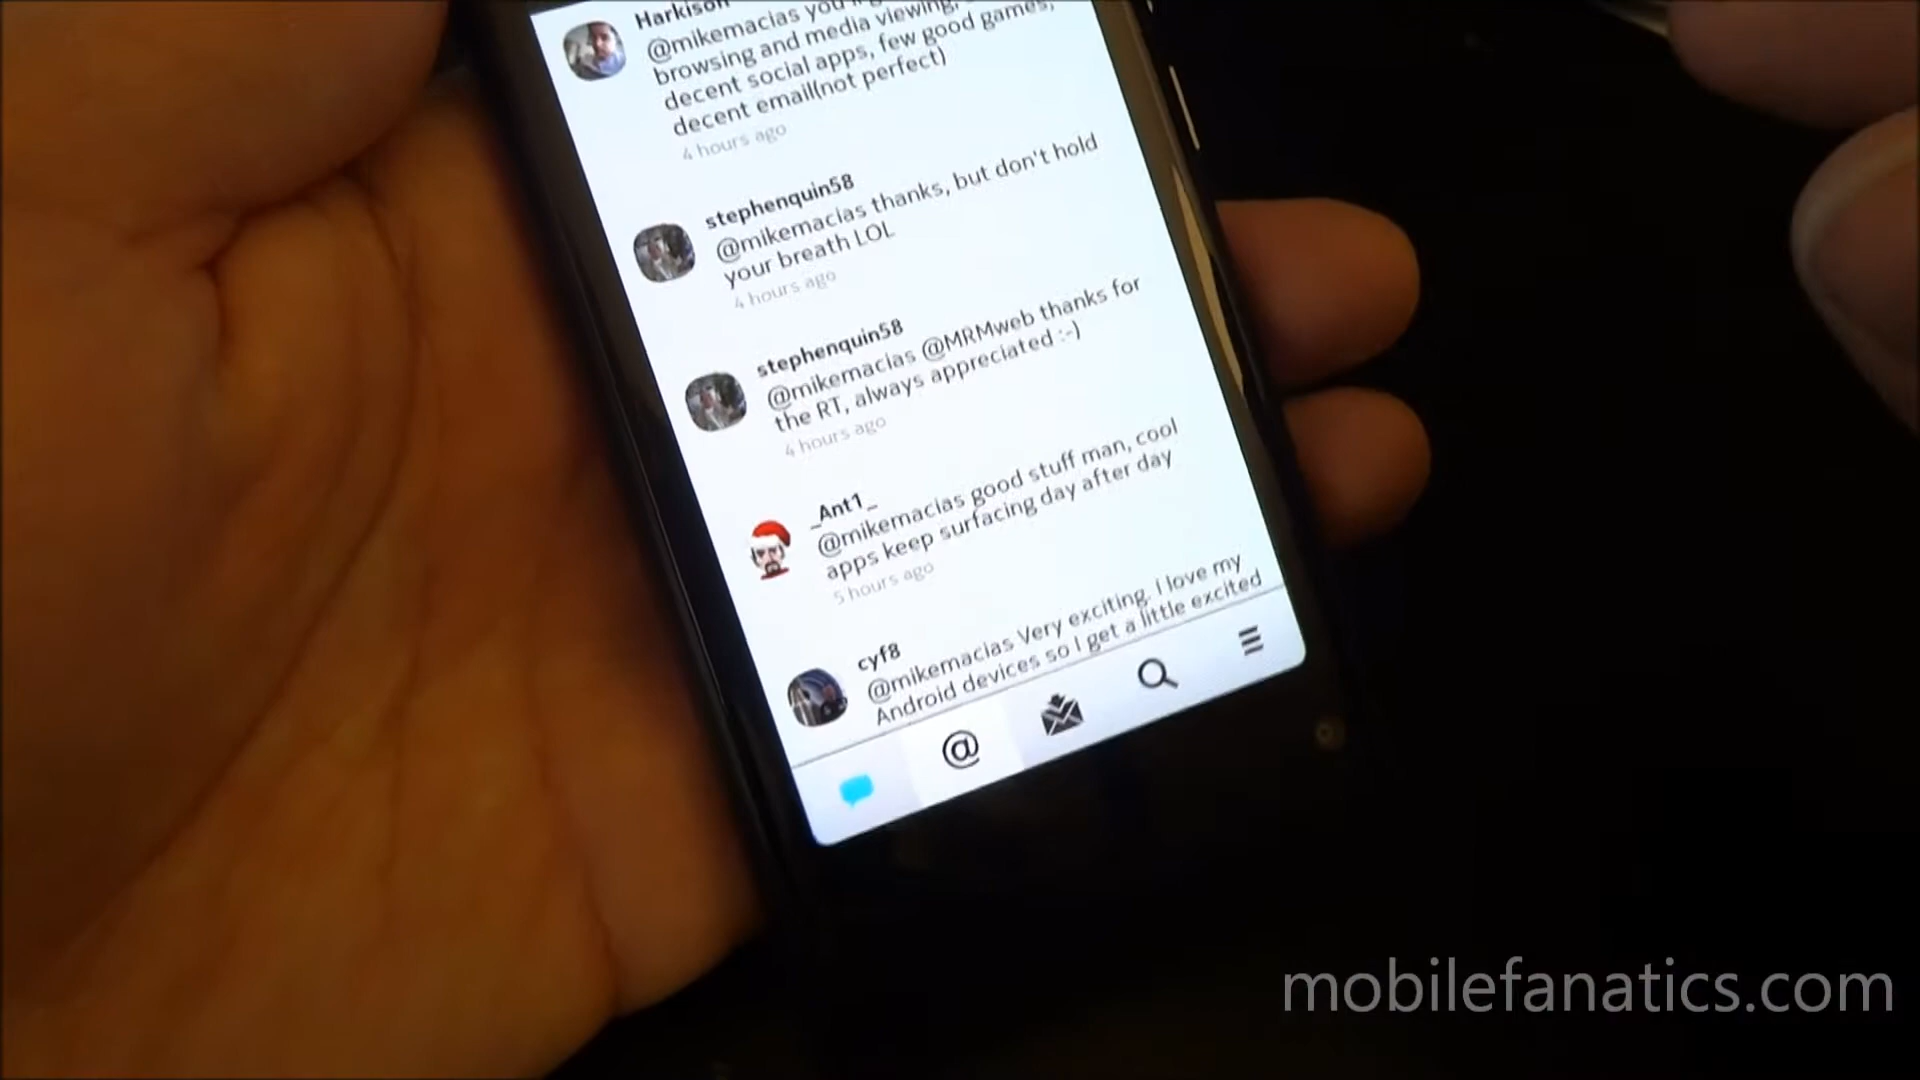 Harkison
@mikemacias you
browsing and media viewing,
decent social apps, few good games,
decent email(not perfect)
4 hours ago
stephenquin58
@mikemacias thanks, but don't hold
your breath LOL
4 hours ago
stephenquin58
@mikemacias @MRMweb thanks for
the RT, always appreciated :-)
4 hours ago
_Ant1_
@mikemacias good stuff man, cool
apps keep surfacing day after day
5 hours ago
cyf8
@mikemacias Very exciting. I love my
Android devices so I get a little excited
@
mobilefanatics.com